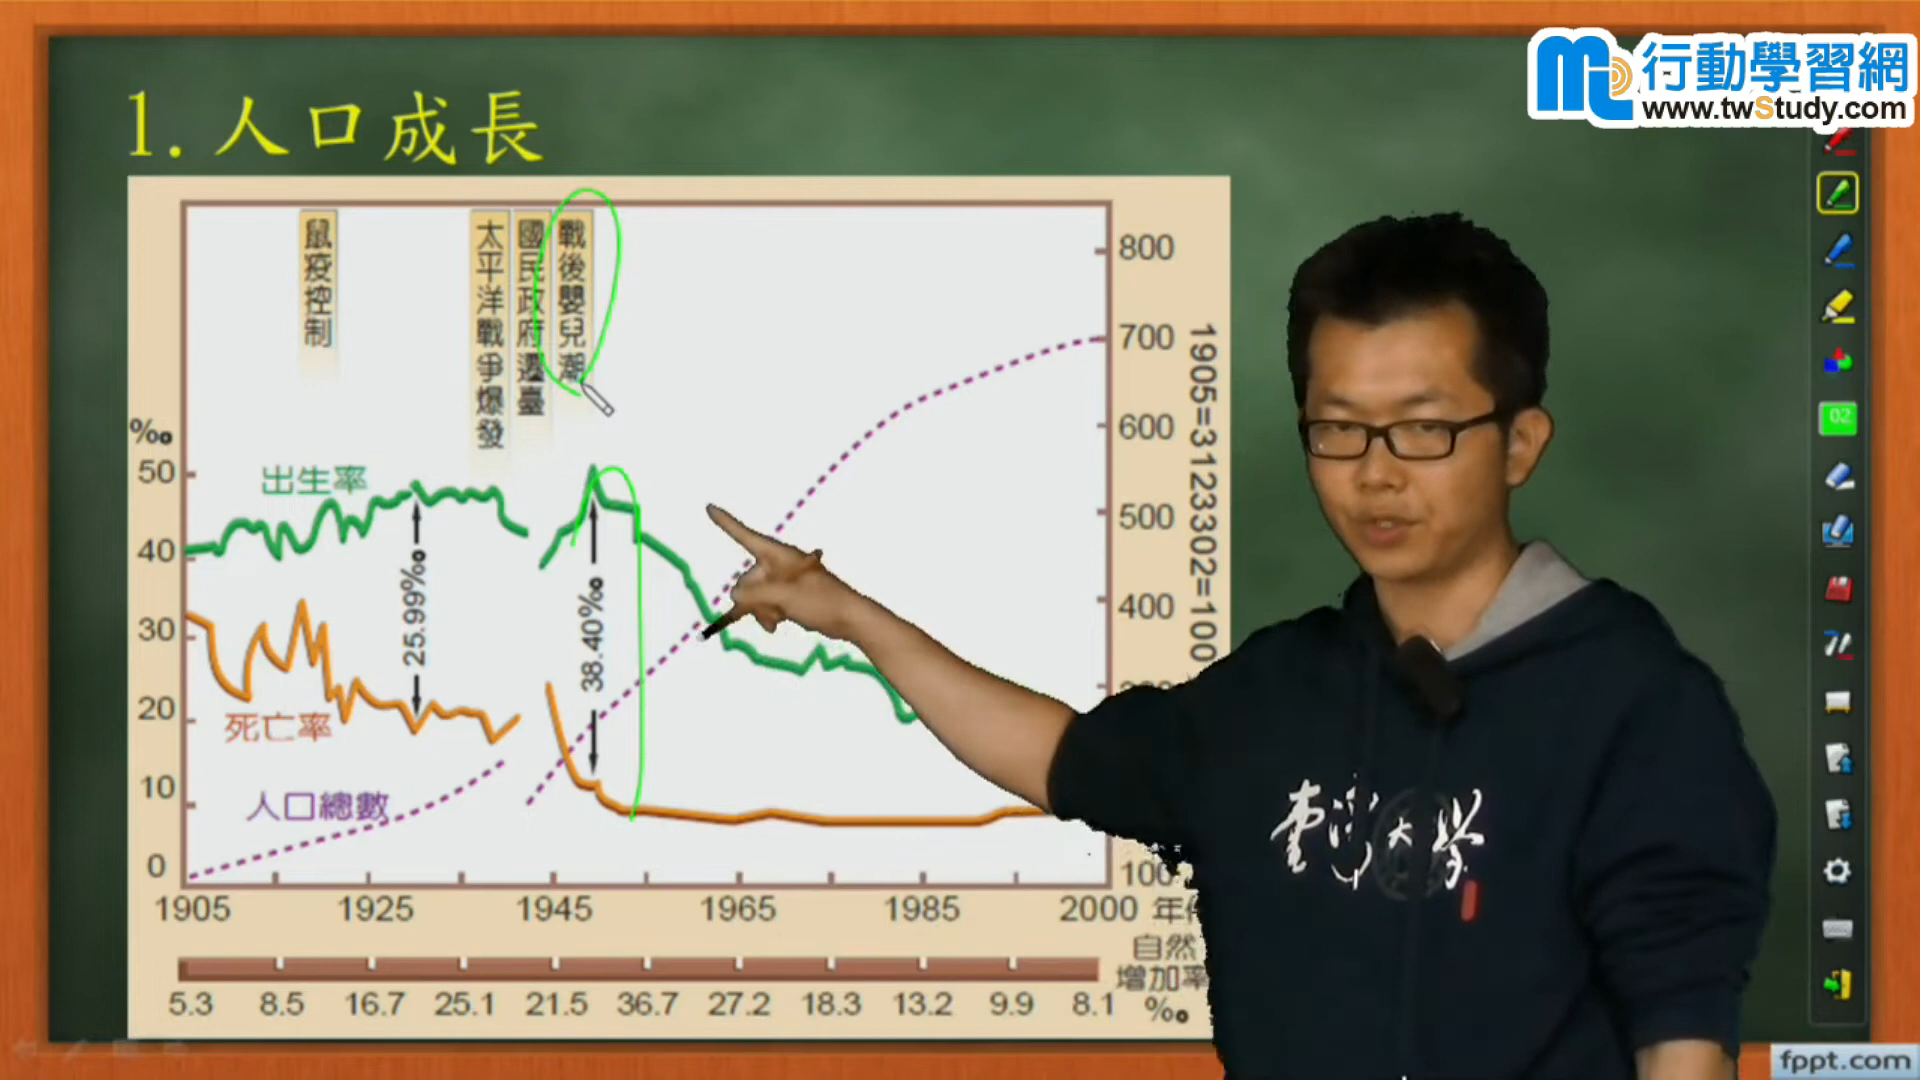 行動學習網
www.twStudy.com
1. 人口成長
鼠疫控制
太平洋戰爭爆發
國民政府遷臺
戰後嬰兒潮
‰
50
40
30
20
10
0
出生率
死亡率
人口總數
25.99‰
38.40‰
800
700
600
500
400
100
1905=3123302=100
1905 1925 1945 1965 1985 2000 年
自然
增加率
5.3 8.5 16.7 25.1 21.5 36.7 27.2 18.3 13.2 9.9 8.1 ‰
臺灣大學
02
fppt.com